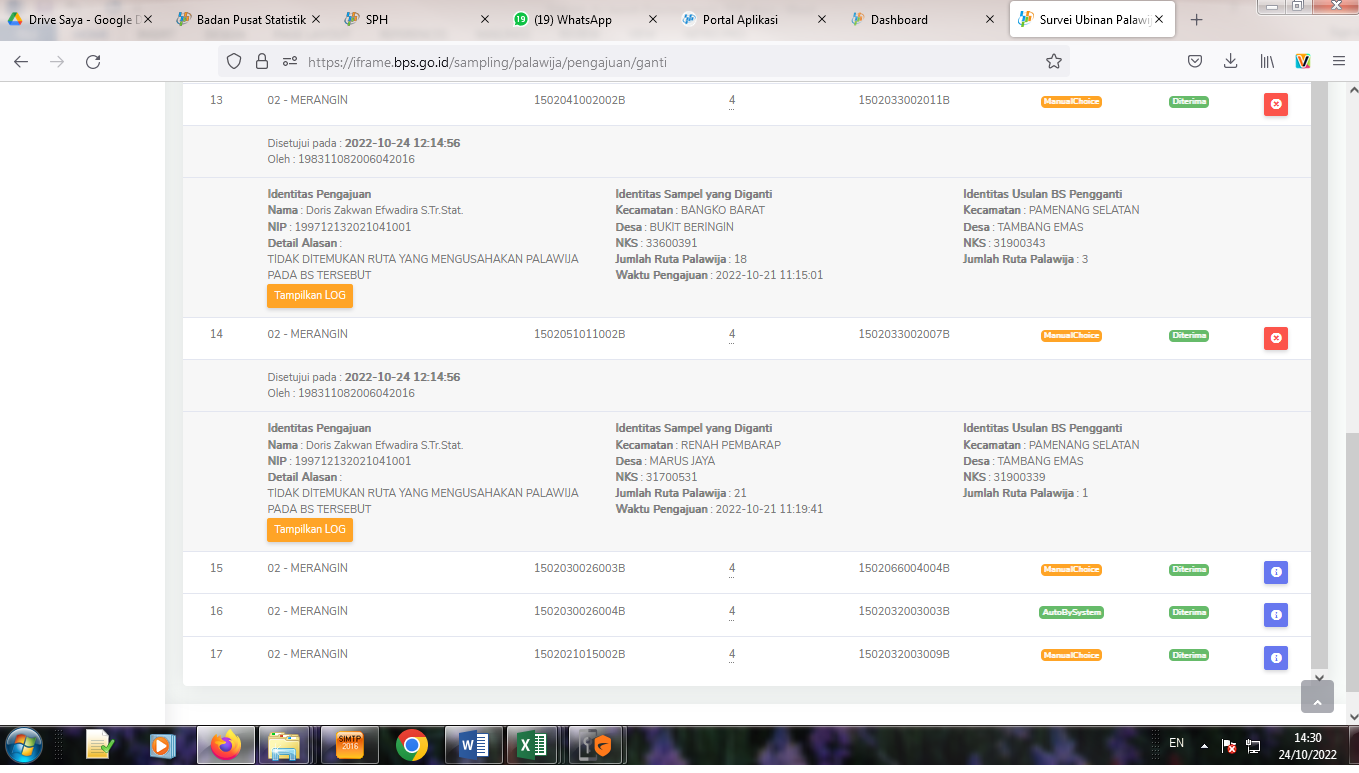 Drive Saya - Google D
Badan Pusat Statistik
SPH
(19) WhatsApp
Portal Aplikasi
Dashboard
Survei Ubinan Palawij
https://iframe.bps.go.id/sampling/palawija/pengajuan/ganti
13 02 - MERANGIN 1502041002002B 4 1502033002011B ManualChoice Diterima
Disetujui pada : 2022-10-24 12:14:56
Oleh : 198311082006042016
Identitas Pengajuan
Nama : Doris Zakwan Efwadira S.Tr.Stat.
NIP : 199712132021041001
Detail Alasan :
TIDAK DITEMUKAN RUTA YANG MENGUSAHAKAN PALAWIJA
PADA BS TERSEBUT
Tampilkan LOG
Identitas Sampel yang Diganti
Kecamatan : BANGKO BARAT
Desa : BUKIT BERINGIN
NKS : 33600391
Jumlah Ruta Palawija : 18
Waktu Pengajuan : 2022-10-21 11:15:01
Identitas Usulan BS Pengganti
Kecamatan : PAMENANG SELATAN
Desa : TAMBANG EMAS
NKS : 31900343
Jumlah Ruta Palawija : 3
14 02 - MERANGIN 1502051011002B 4 1502033002007B ManualChoice Diterima
Disetujui pada : 2022-10-24 12:14:56
Oleh : 198311082006042016
Identitas Pengajuan
Nama : Doris Zakwan Efwadira S.Tr.Stat.
NIP : 199712132021041001
Detail Alasan :
TIDAK DITEMUKAN RUTA YANG MENGUSAHAKAN PALAWIJA
PADA BS TERSEBUT
Tampilkan LOG
Identitas Sampel yang Diganti
Kecamatan : RENAH PEMBARAP
Desa : MARUS JAYA
NKS : 31700531
Jumlah Ruta Palawija : 21
Waktu Pengajuan : 2022-10-21 11:19:41
Identitas Usulan BS Pengganti
Kecamatan : PAMENANG SELATAN
Desa : TAMBANG EMAS
NKS : 31900339
Jumlah Ruta Palawija : 1
15 02 - MERANGIN 1502030026003B 4 1502066004004B ManualChoice Diterima
16 02 - MERANGIN 1502030026004B 4 1502032003003B AutoBySystem Diterima
17 02 - MERANGIN 1502021015002B 4 1502032003009B ManualChoice Diterima
SIMTP
2016
EN
14:30
24/10/2022